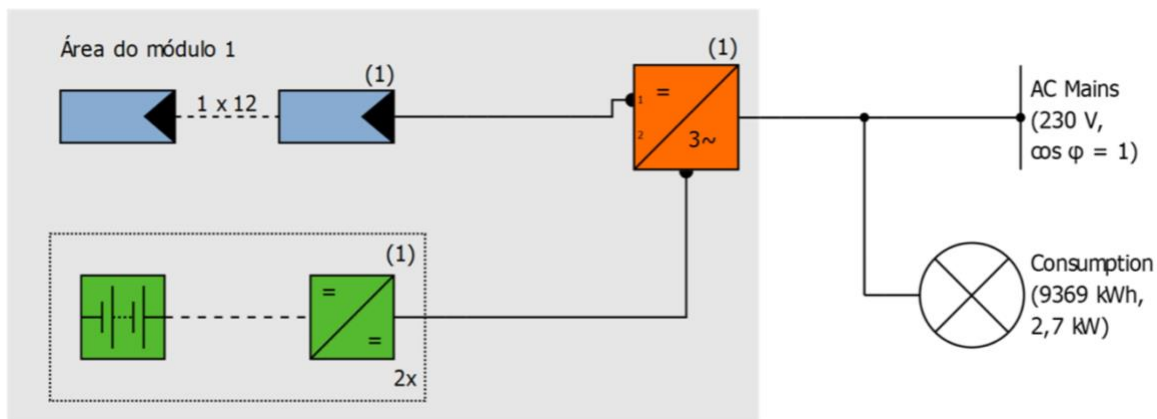 Área do módulo 1
(1)
1 x 12
(1)
=
1
2
3~
AC Mains
(230 V,
cos φ = 1)
(1)
=
=
2x
Consumption
(9369 kWh,
2,7 kW)